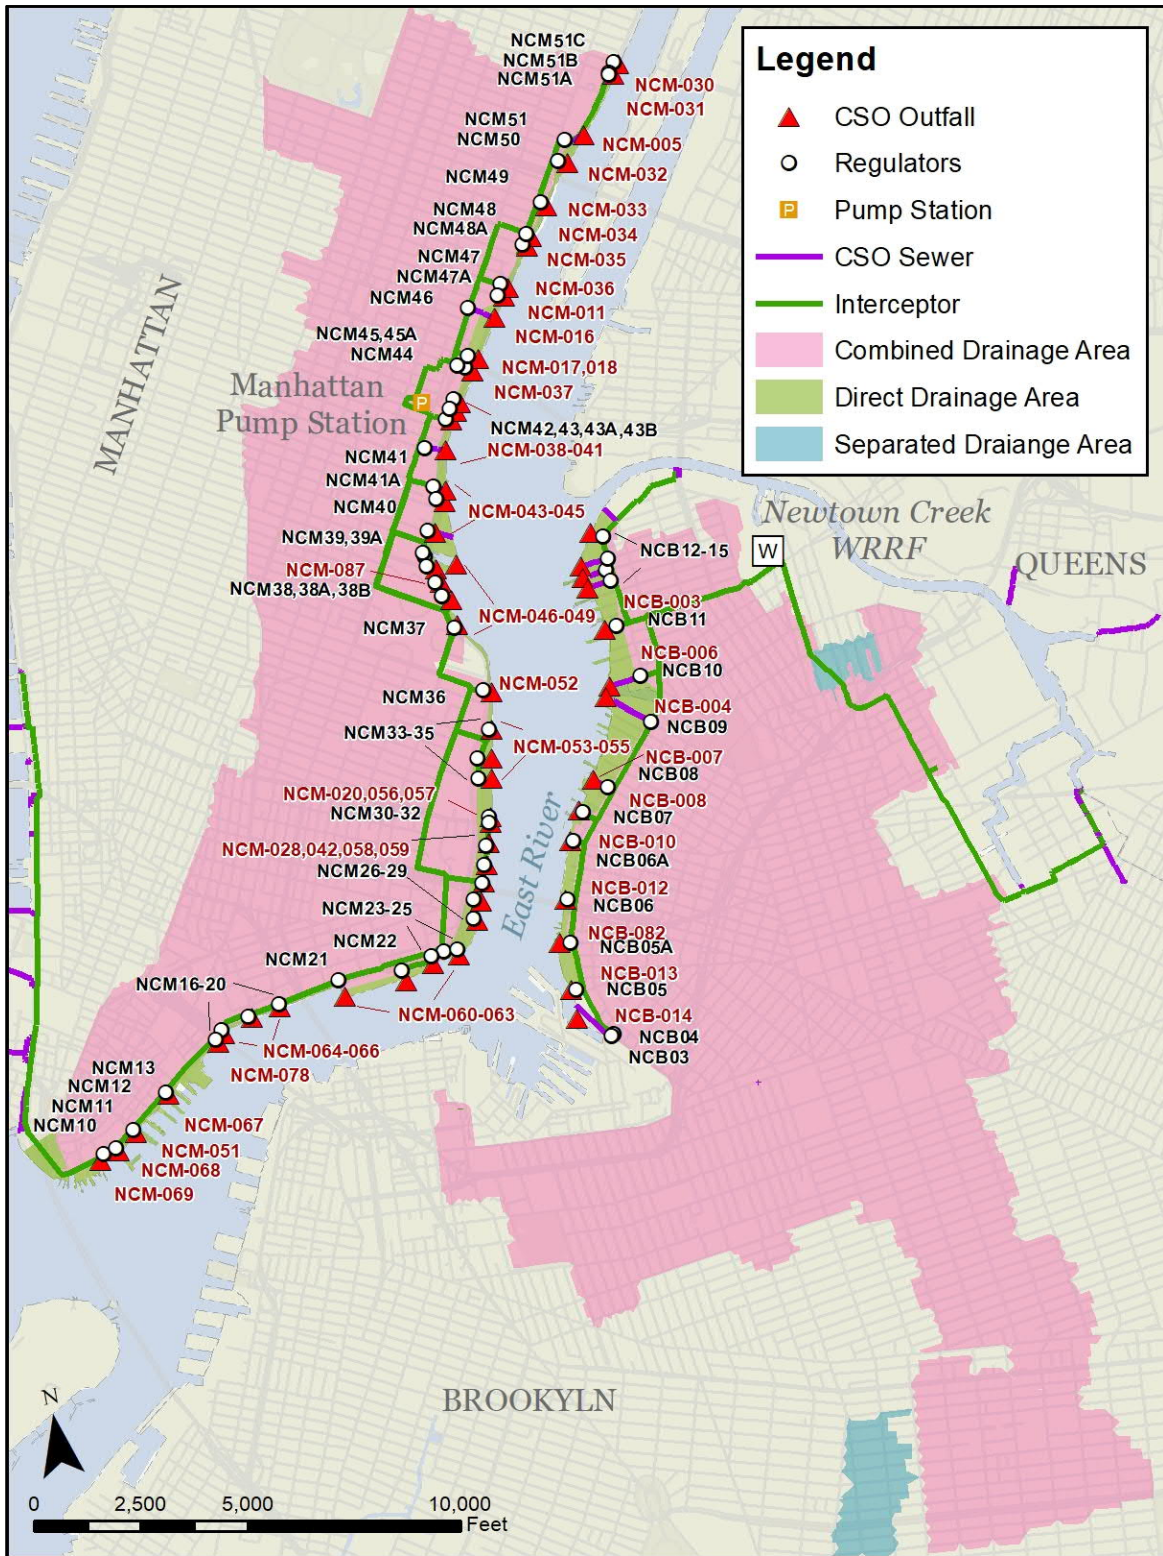 Legend
CSO Outfall
Regulators
P
Pump Station
CSO Sewer
Interceptor
Combined Drainage Area
Direct Drainage Area
Separated Draiange Area
NCM51C
NCM51B
NCM51A
NCM-030
NCM-031
NCM51
NCM50
NCM-005
NCM-032
NCM49
NCM-033
NCM48
NCM48A
NCM-034
NCM-035
NCM47
NCM47A
NCM46
NCM-036
NCM-011
NCM-016
NCM45,45A
NCM44
NCM-017,018
NCM-037
MANHATTAN
Manhattan
Pump Station
P
NCM42,43,43A,43B
NCM-038-041
NCM41
NCM41A
NCM40
NCM-043-045
NCM39,39A
NCM-087
NCM38,38A,38B
NCM-046-049
NCM37
NCM36
NCM-052
NCM33-35
NCM-053-055
NCM-020,056,057
NCM30-32
NCM-028,042,058,059
NCM26-29
NCM23-25
NCM22
NCM21
NCM16-20
NCM-060-063
NCM-064-066
NCM-078
NCM13
NCM12
NCM11
NCM10
NCM-067
NCM-051
NCM-068
NCM-069
East River
Newtown Creek
WRRF
W
QUEENS
NCB12-15
NCB-003
NCB11
NCB-006
NCB10
NCB-004
NCB09
NCB-007
NCB08
NCB-008
NCB07
NCB-010
NCB06A
NCB-012
NCB06
NCB-082
NCB05A
NCB-013
NCB05
NCB-014
NCB04
NCB03
BROOKYLN
N
0 2,500 5,000 10,000
Feet